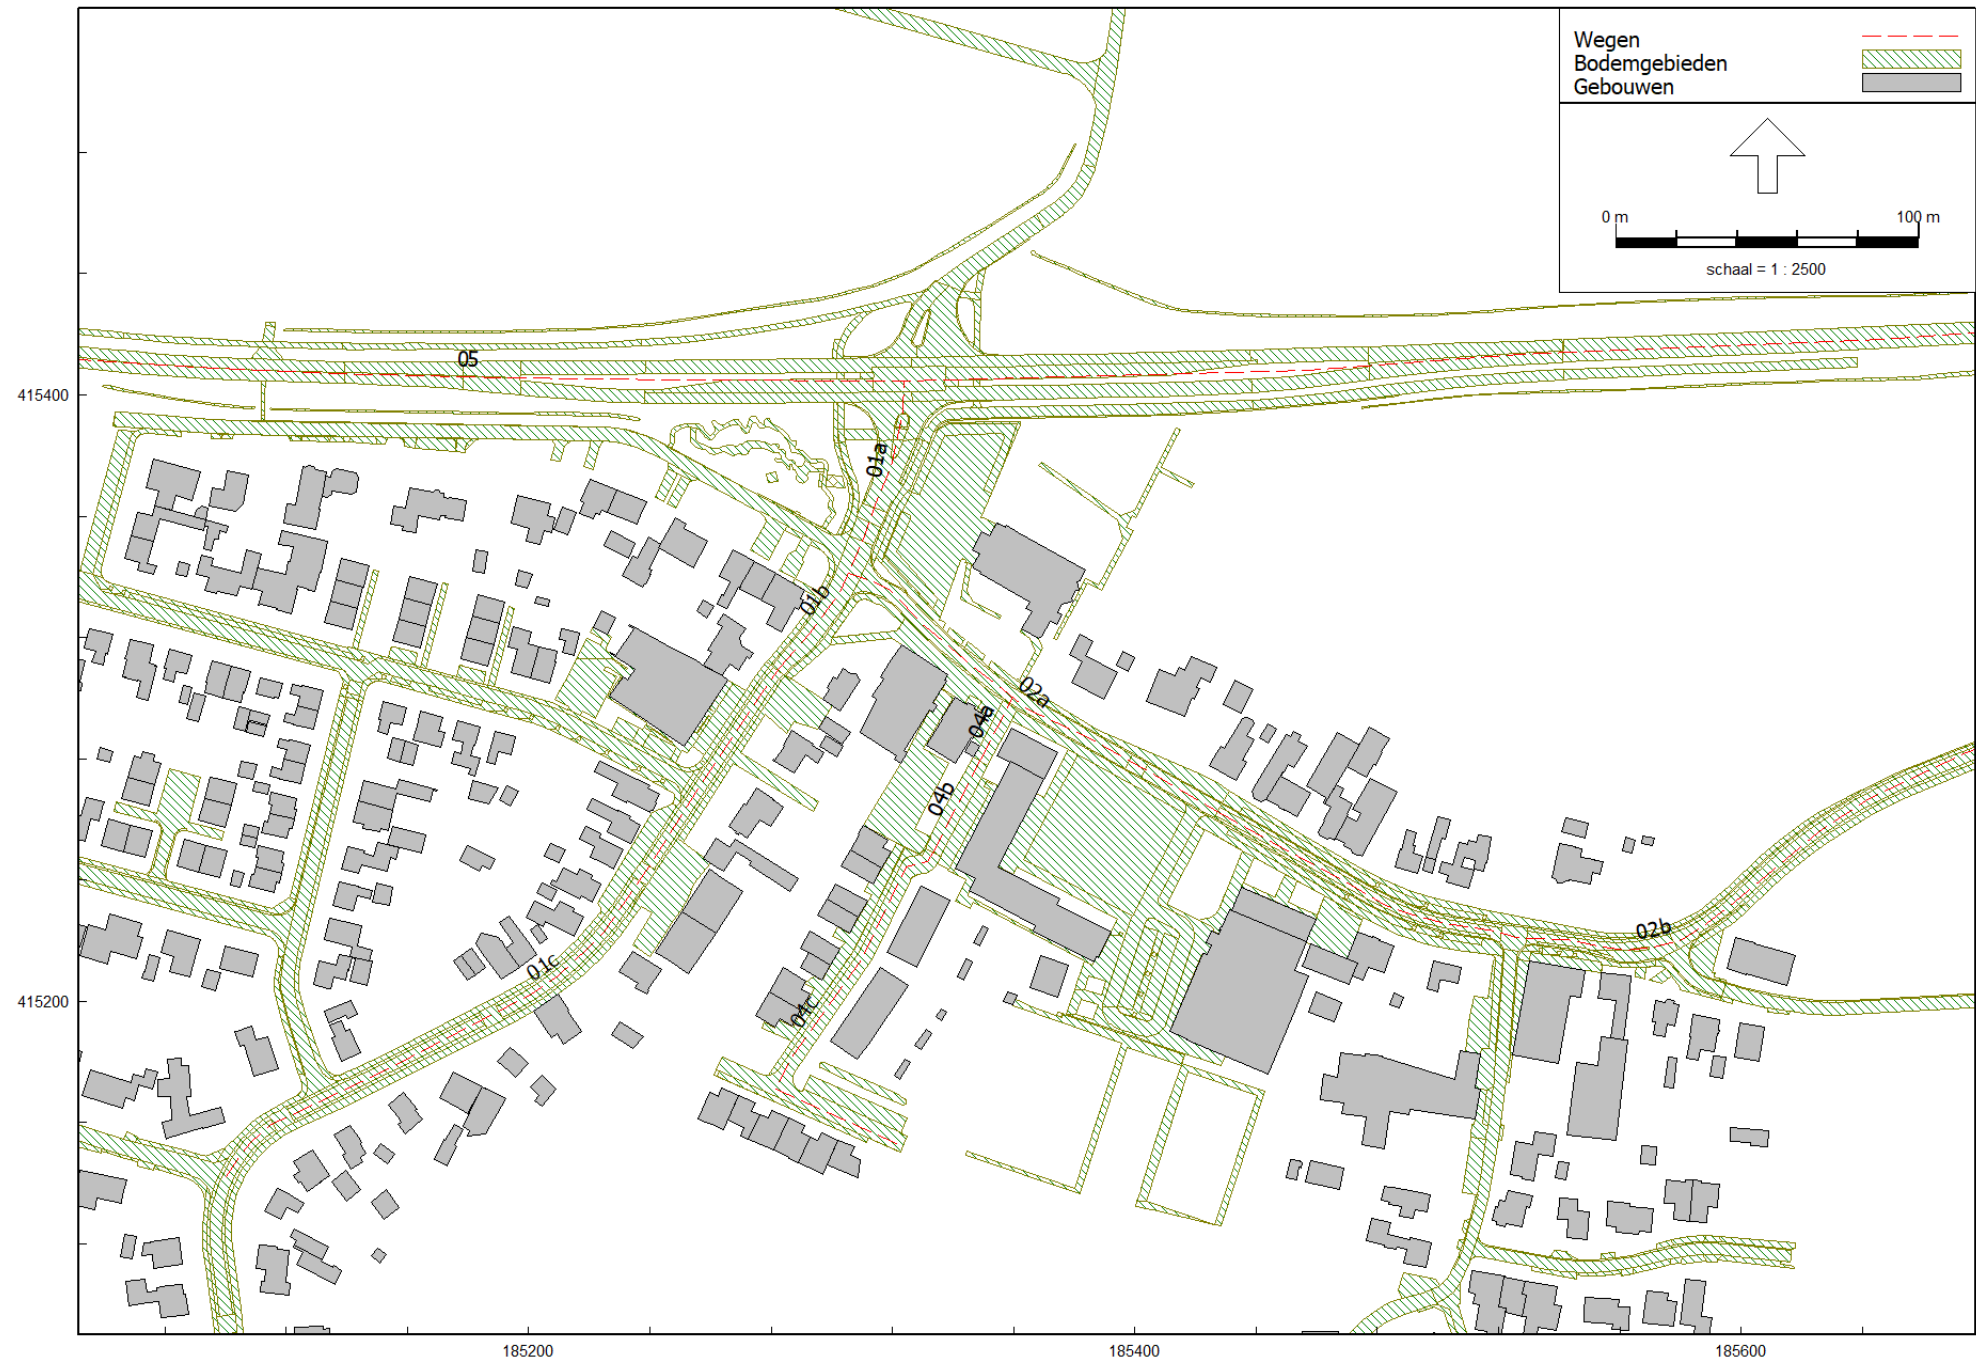 Wegen
Bodemgebieden
Gebouwen
0 m 100 m
schaal = 1 : 2500
05
415400
01a
01b
02a
04a
04b
02b
01c
415200
04c
185200 185400 185600